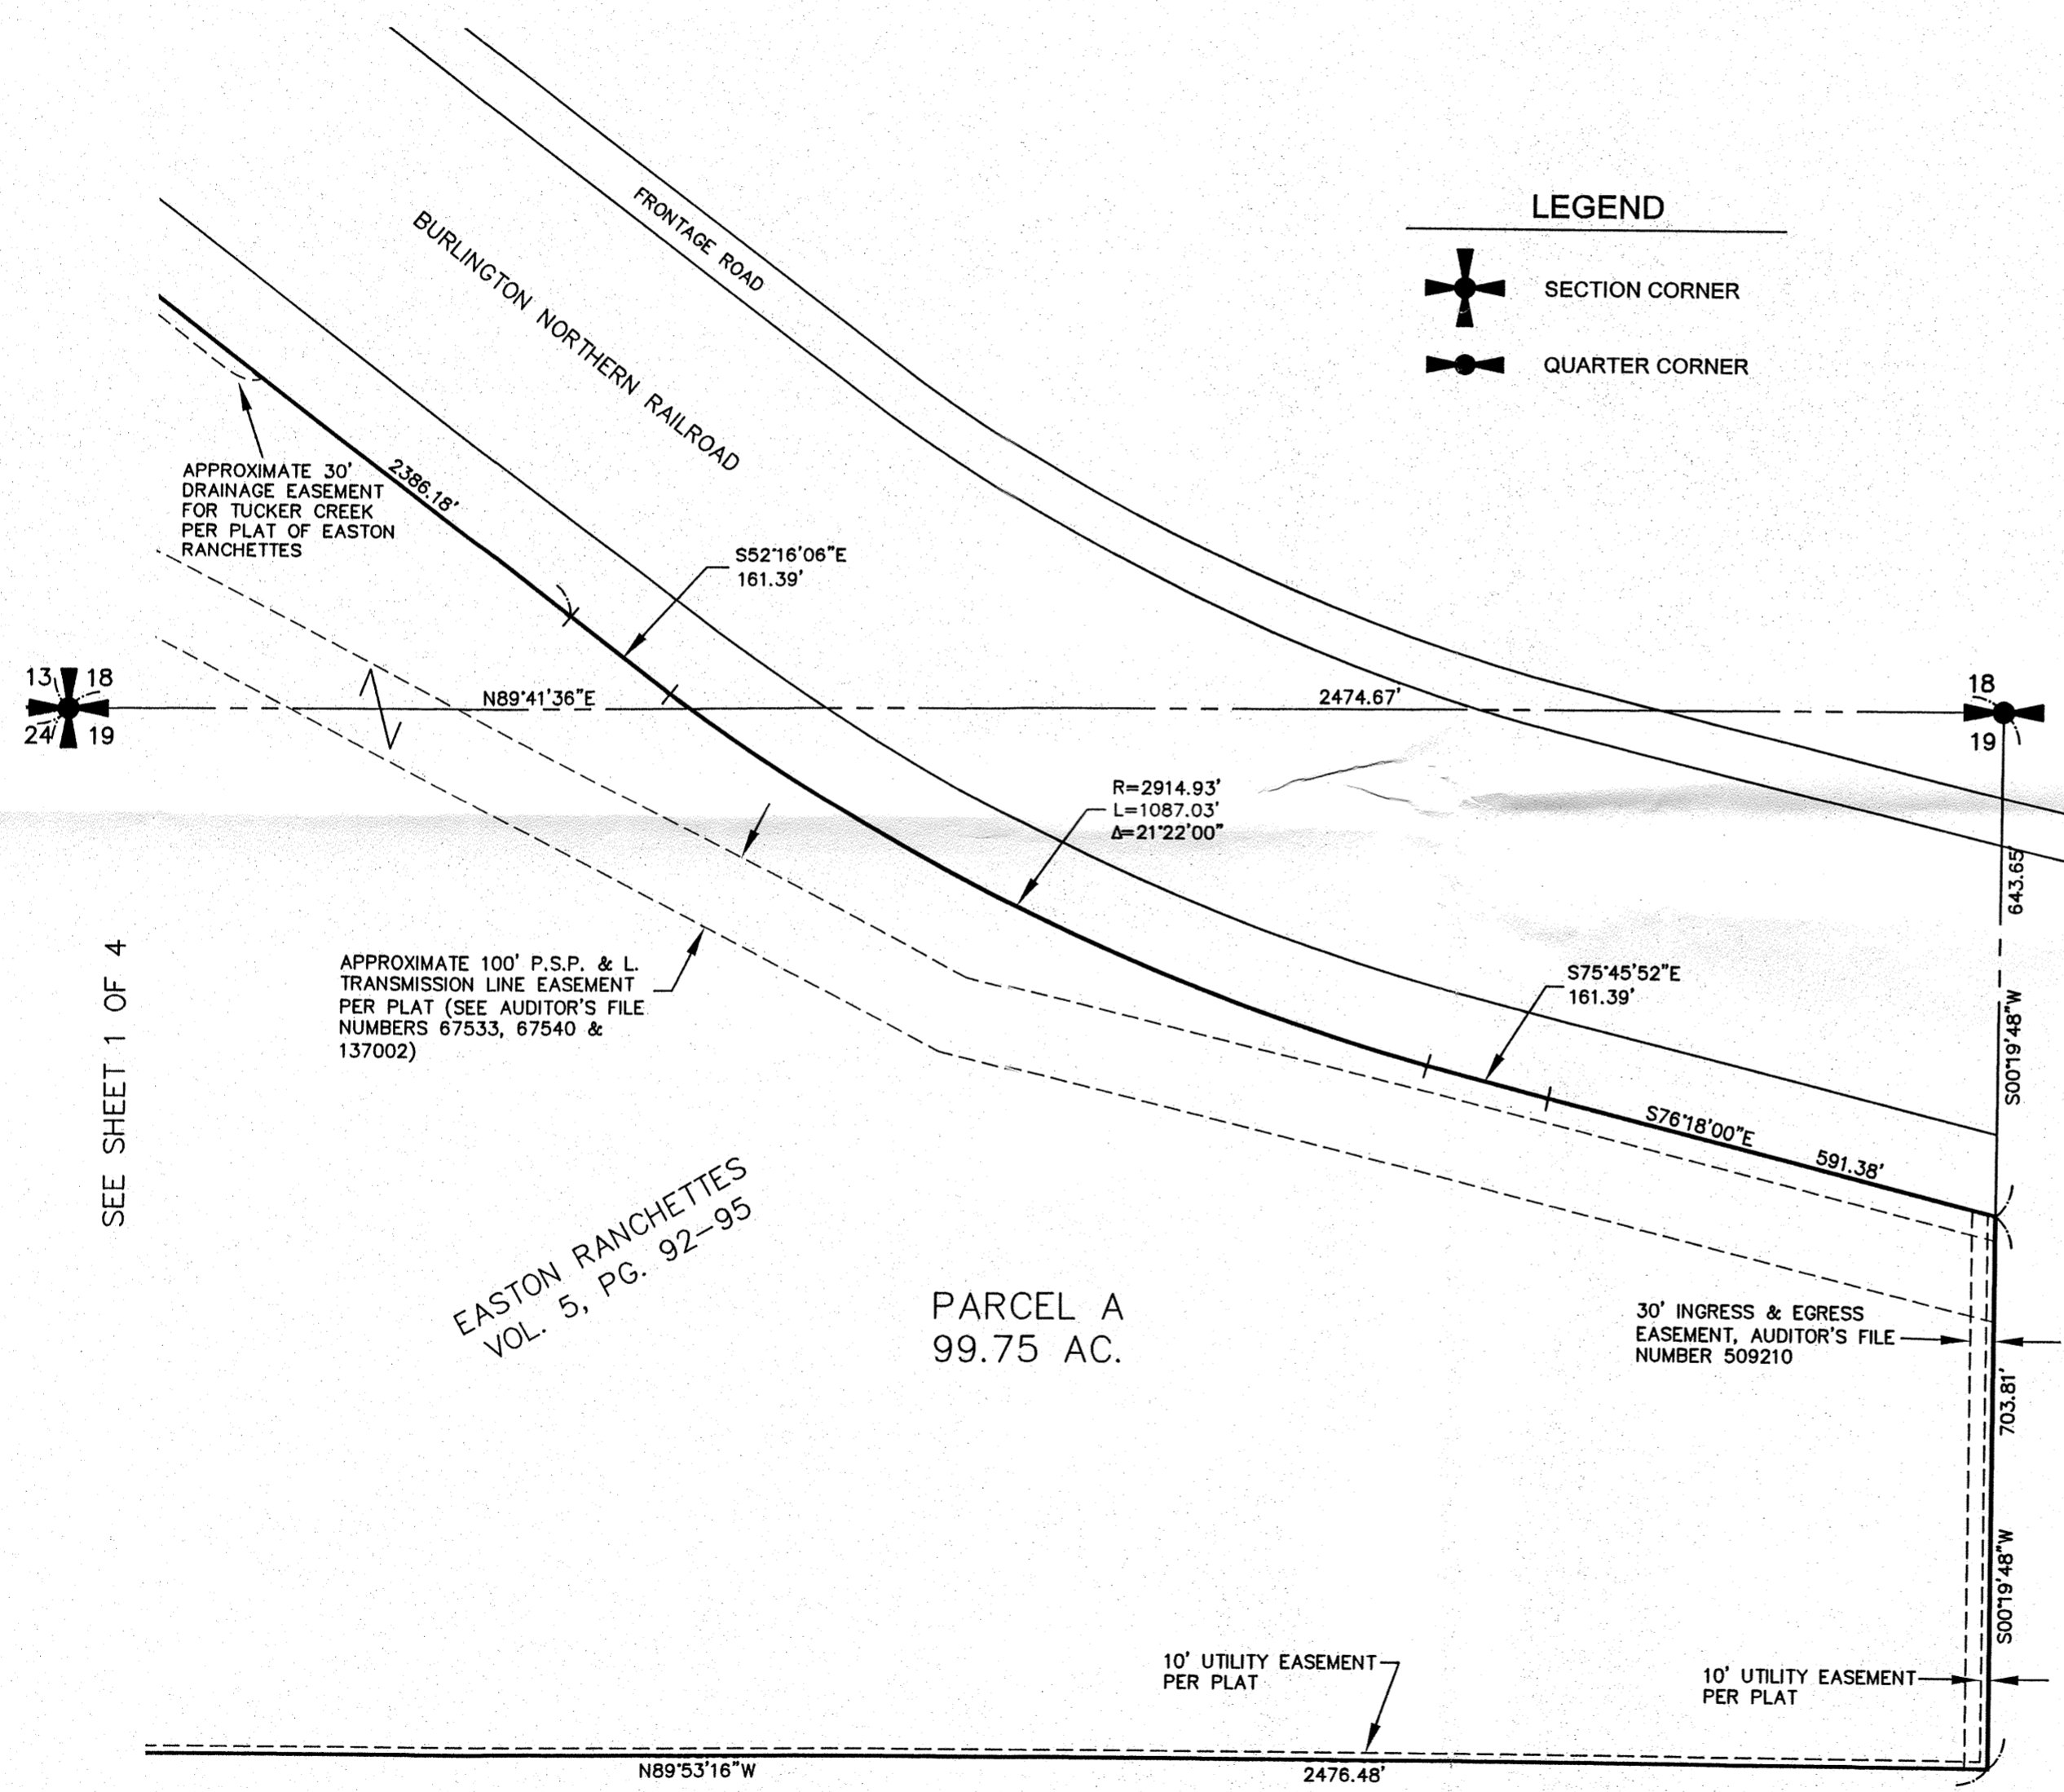 FRONTAGE ROAD
BURLINGTON NORTHERN RAILROAD
LEGEND
SECTION CORNER
QUARTER CORNER
APPROXIMATE 30'
DRAINAGE EASEMENT
FOR TUCKER CREEK
PER PLAT OF EASTON
RANCHETTES
2386.18'
S52°16'06"E
161.39'
13 18
24 19
N89°41'36"E
2474.67'
18
19
R=2914.93'
L=1087.03'
Δ=21°22'00"
643.65'
S00°19'48"W
SEE SHEET 1 OF 4
APPROXIMATE 100' P.S.P. & L.
TRANSMISSION LINE EASEMENT
PER PLAT (SEE AUDITOR'S FILE
NUMBERS 67533, 67540 &
137002)
S75°45'52"E
161.39'
S76°18'00"E
591.38'
EASTON RANCHETTES
VOL. 5, PG. 92-95
PARCEL A
99.75 AC.
30' INGRESS & EGRESS
EASEMENT, AUDITOR'S FILE
NUMBER 509210
703.81'
S00°19'48"W
10' UTILITY EASEMENT
PER PLAT
10' UTILITY EASEMENT
PER PLAT
N89°53'16"W
2476.48'